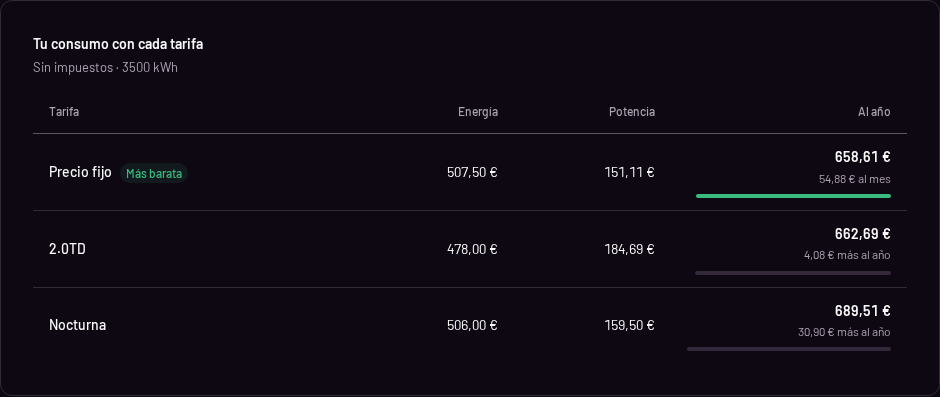 Tu consumo con cada tarifa
Sin impuestos · 3500 kWh
Tarifa Energía Potencia Al año
Precio fijo Más barata 507,50 € 151,11 € 658,61 €
54,88 € al mes
2.0TD 478,00 € 184,69 € 662,69 €
4,08 € más al año
Nocturna 506,00 € 159,50 € 689,51 €
30,90 € más al año